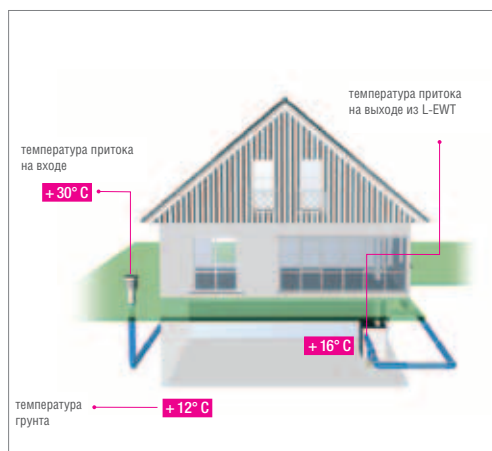 температура притока
на выходе из L-EWT
температура притока
на входе
+30° C
+16° C
температура
грунта
+12° C